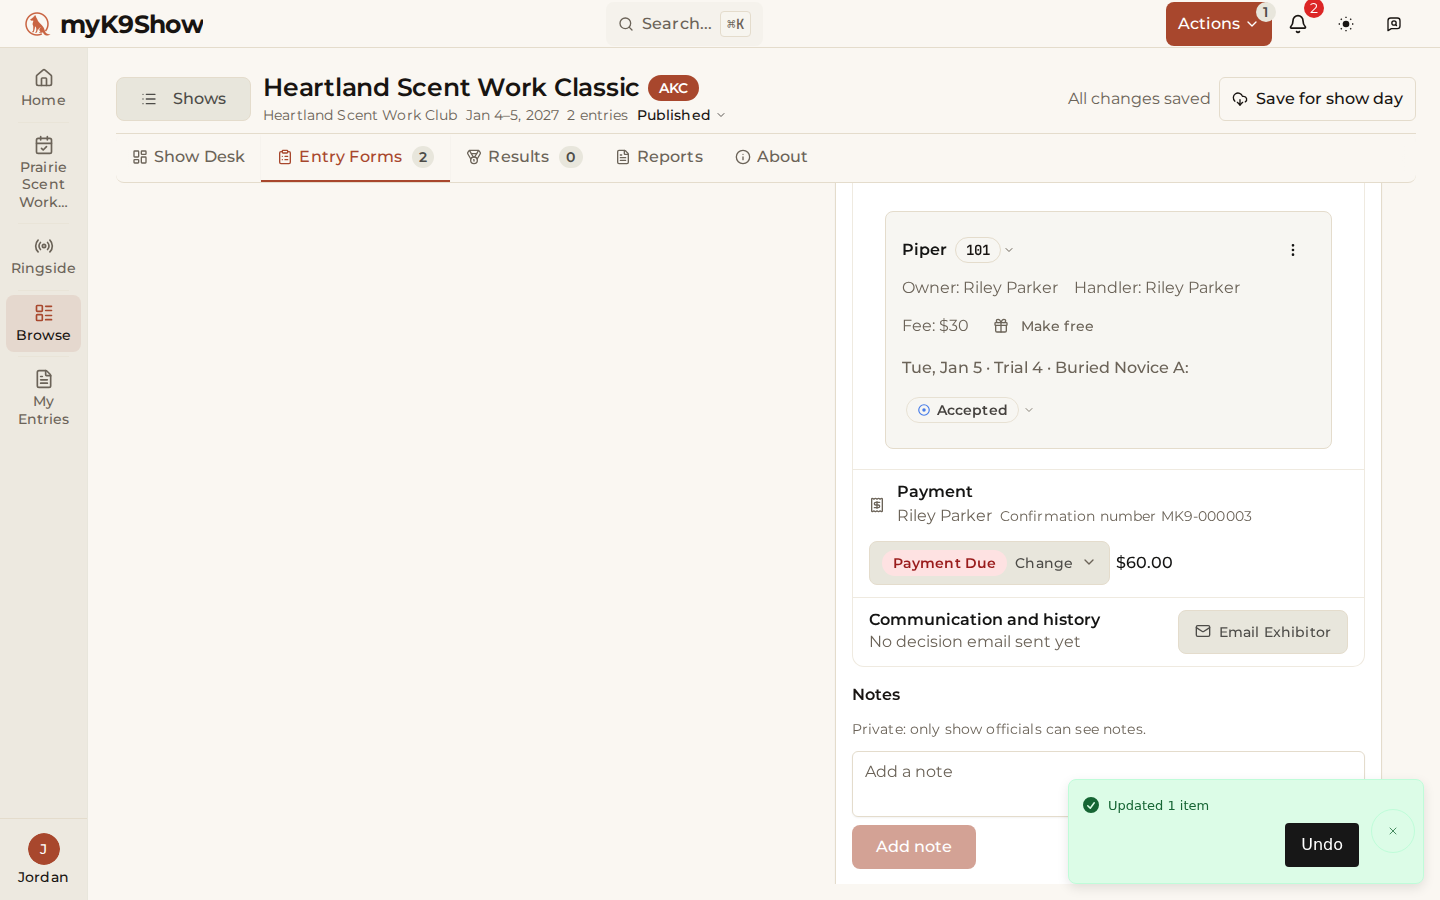 myK9Show
Search... ⌘K
Actions 1
2
Home
Prairie
Scent
Work...
Ringside
Browse
My
Entries
J
Jordan
Shows
Heartland Scent Work Classic AKC
Heartland Scent Work Club Jan 4–5, 2027 2 entries Published
All changes saved
Save for show day
Show Desk
Entry Forms 2
Results 0
Reports
About
Piper 101
Owner: Riley Parker Handler: Riley Parker
Fee: $30 Make free
Tue, Jan 5 · Trial 4 · Buried Novice A:
Accepted
Payment
Riley Parker Confirmation number MK9-000003
Payment Due Change $60.00
Communication and history
No decision email sent yet
Email Exhibitor
Notes
Private: only show officials can see notes.
Add a note
Add note
Updated 1 item
Undo